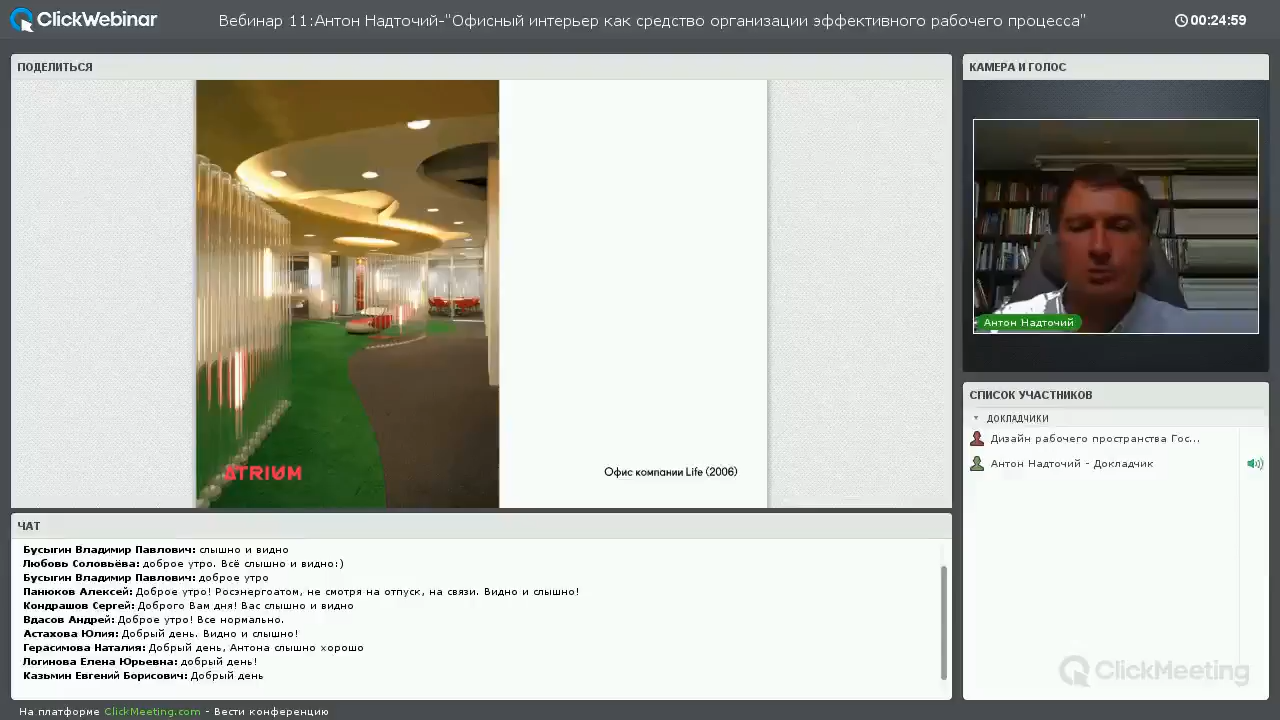 ClickWebinar
Вебинар 11:Антон Надточий-"Офисный интерьер как средство организации эффективного рабочего процесса"
00:24:59
ПОДЕЛИТЬСЯ
ATRIUM
Офис компании Life (2006)
КАМЕРА И ГОЛОС
Антон Надточий
СПИСОК УЧАСТНИКОВ
ДОКЛАДЧИКИ
Дизайн рабочего пространства Гос...
Антон Надточий - Докладчик
ЧАТ
Бусыгин Владимир Павлович: слышно и видно
Любовь Соловьёва: доброе утро. Всё слышно и видно:)
Бусыгин Владимир Павлович: доброе утро
Панюков Алексей: Доброе утро! Росэнергоатом, не смотря на отпуск, на связи. Видно и слышно!
Кондрашов Сергей: Доброго Вам дня! Вас слышно и видно
Вдасов Андрей: Доброе утро! Все нормально.
Астахова Юлия: Добрый день. Видно и слышно!
Герасимова Наталия: Добрый день, Антона слышно хорошо
Логинова Елена Юрьевна: добрый день!
Казьмин Евгений Борисович: Добрый день
ClickMeeting
На платформе ClickMeeting.com - Вести конференцию